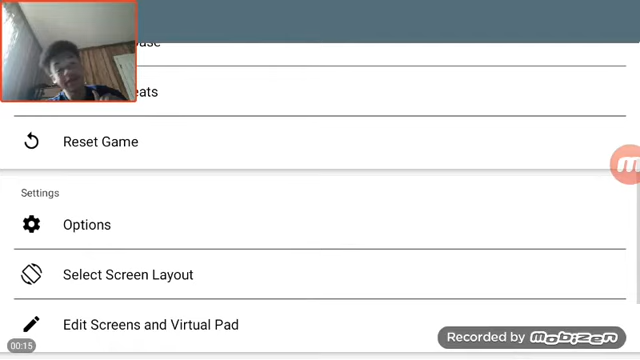 Reset Game
Settings
Options
Select Screen Layout
Edit Screens and Virtual Pad
00:15
Recorded by mobizen